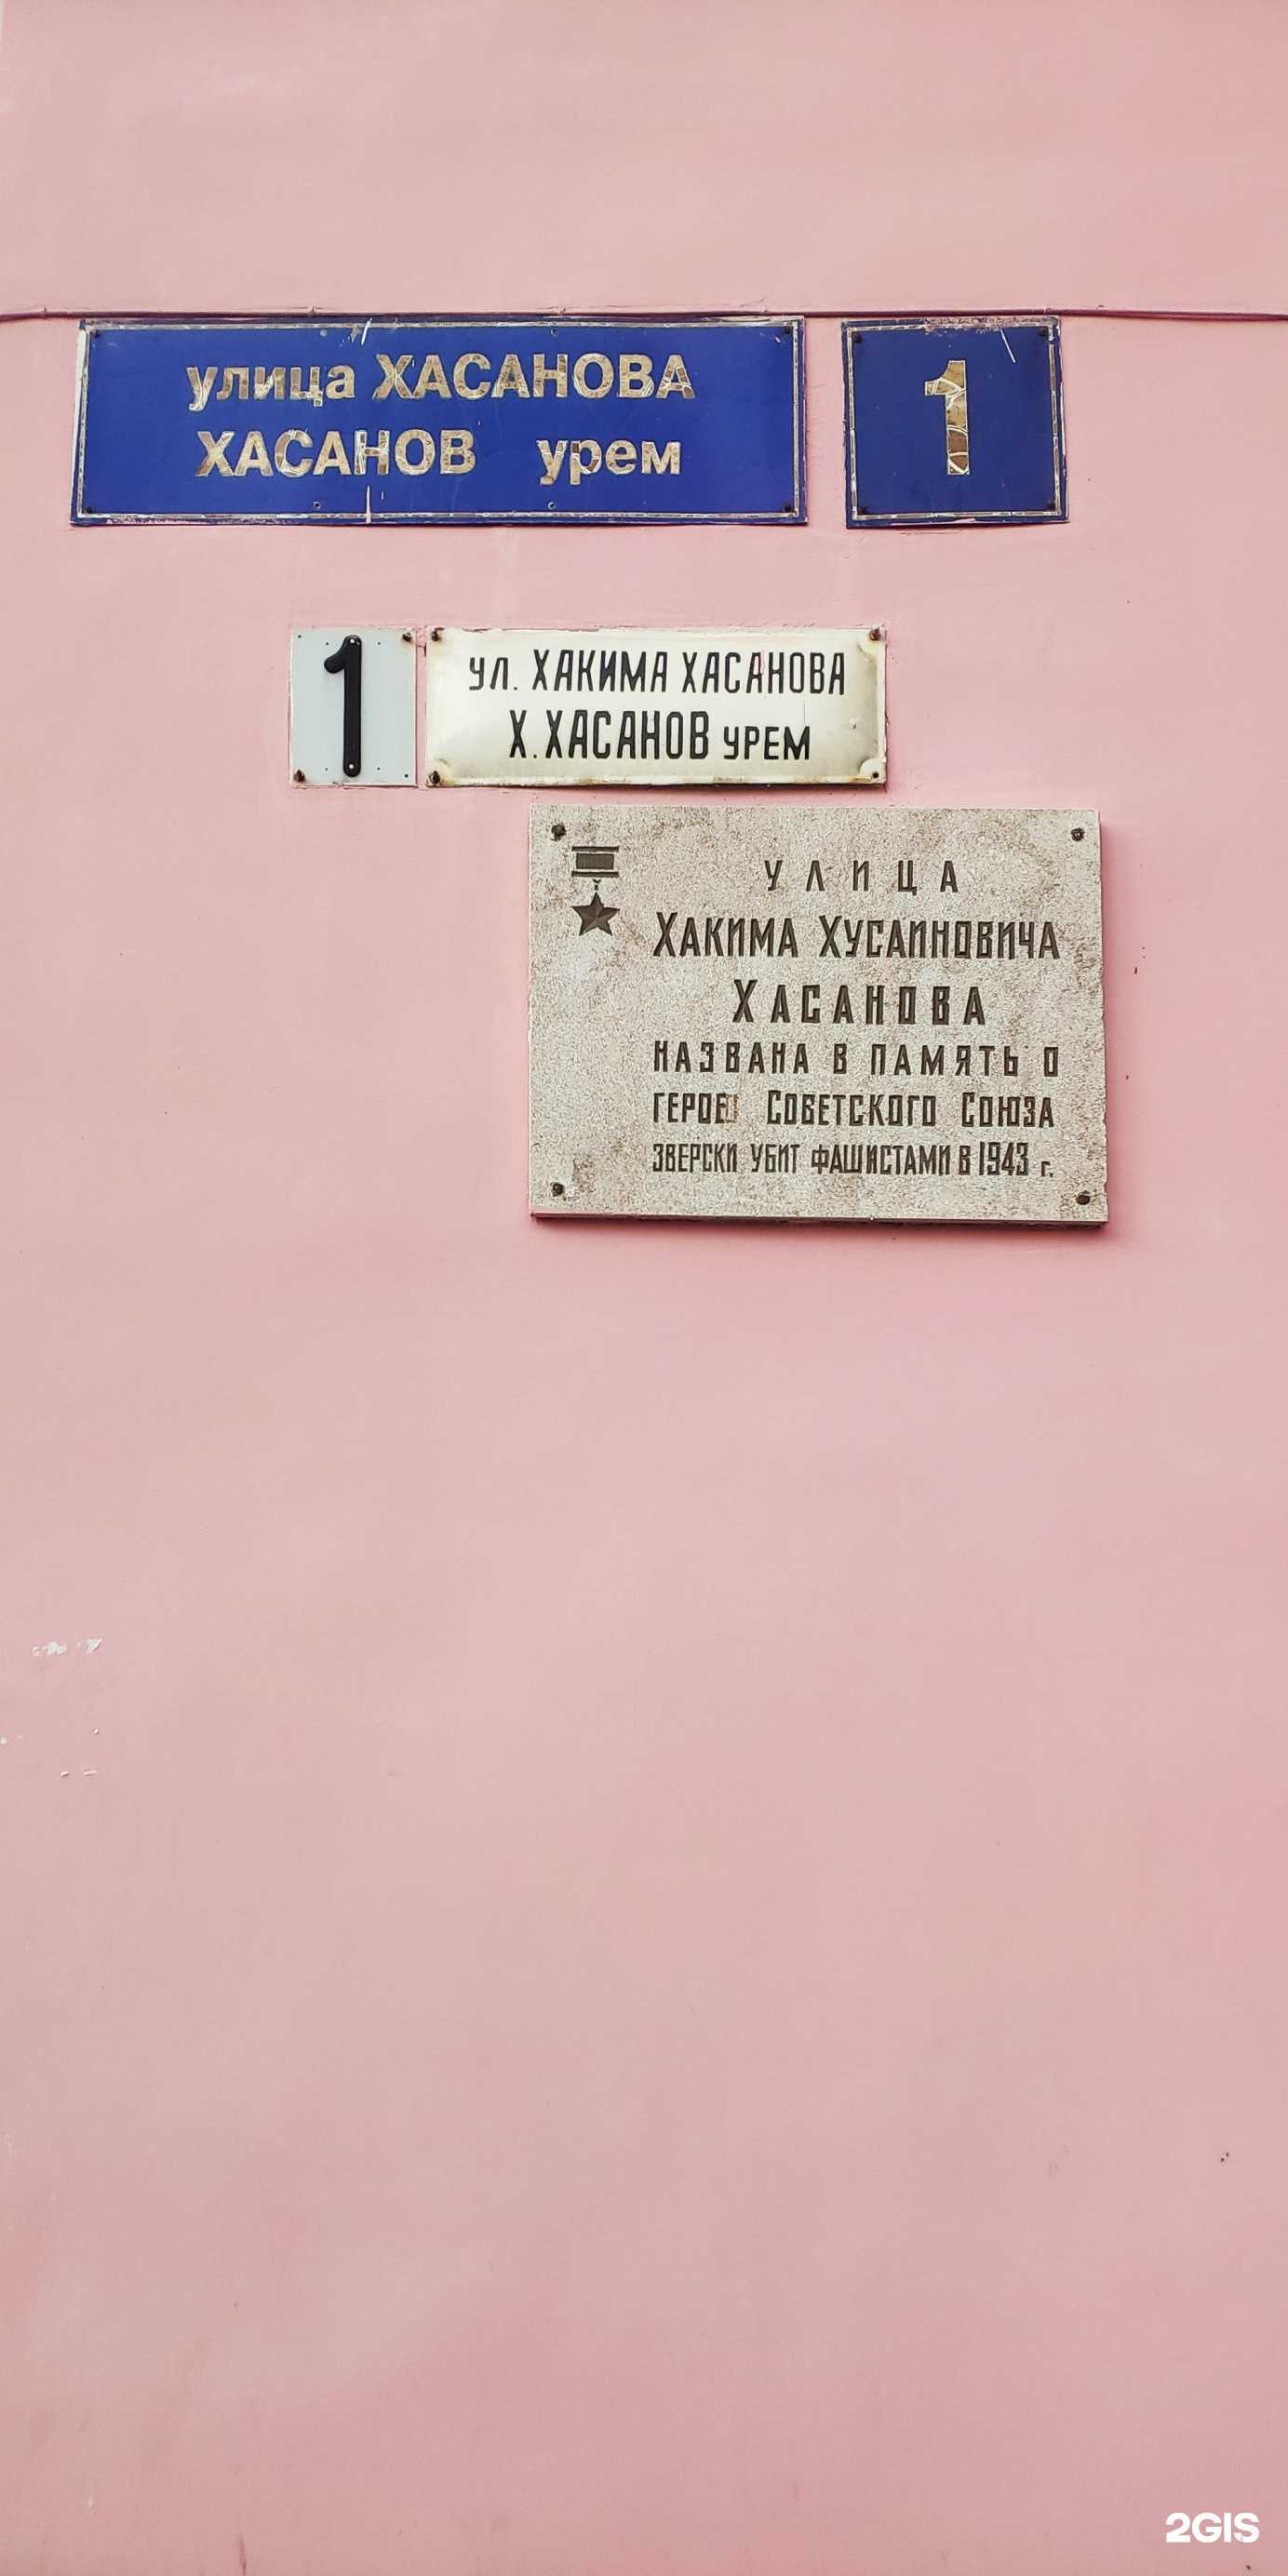 улица ХАСАНОВА
ХАСАНОВ урем
1
1
ул. ХАКИМА ХАСАНОВА
Х. ХАСАНОВ УРЕМ
УЛИЦА
ХАКИМА ХУСАИНОВИЧА
ХАСАНОВА
НАЗВАНА В ПАМЯТЬ О
ГЕРОЕ СОВЕТСКОГО СОЮЗА
ЗВЕРСКИ УБИТ ФАШИСТАМИ В 1943 г.
2GIS